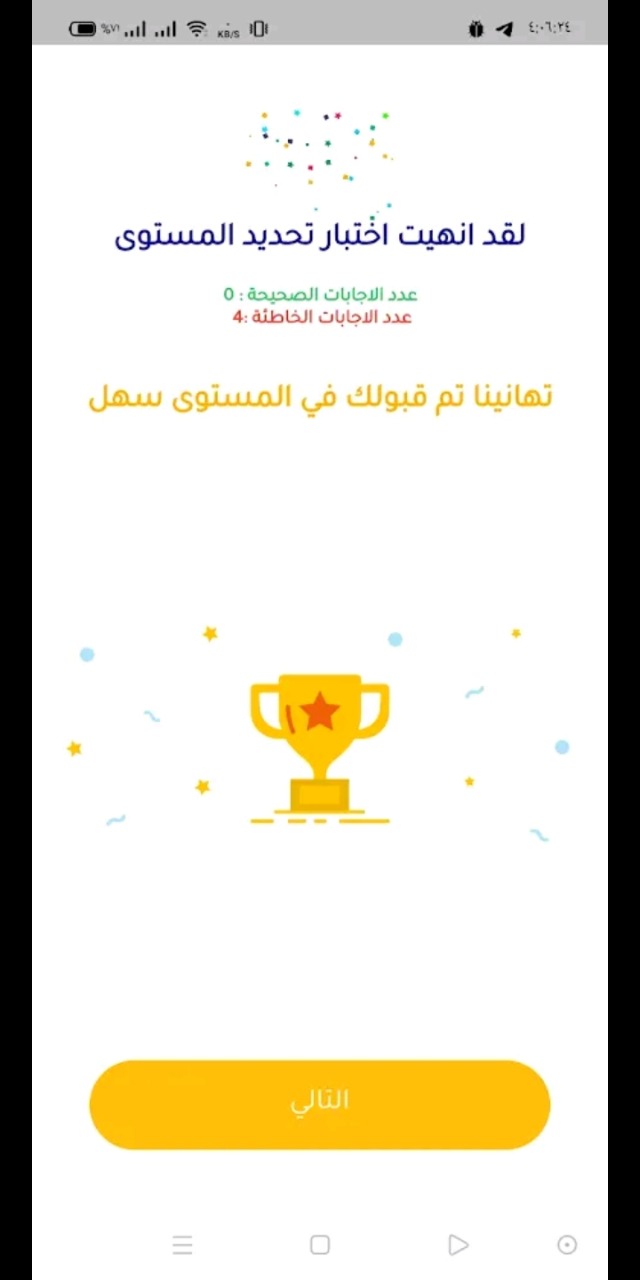 %٧١ KB/S ٤:٠٦:٢٤
لقد انهيت اختبار تحديد المستوى
عدد الاجابات الصحيحة : 0
عدد الاجابات الخاطئة :4
تهانينا تم قبولك في المستوى سهل
التالي